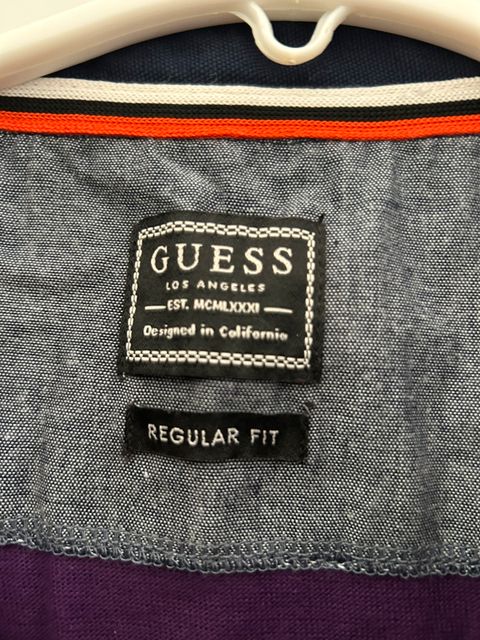 GUESS
LOS ANGELES
EST. MCMLXXXI
Designed in California
REGULAR FIT